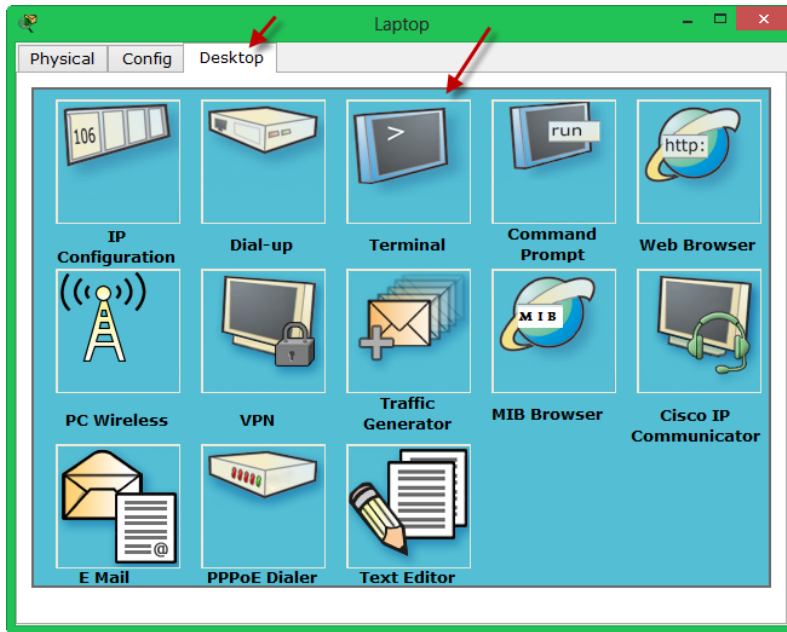 Laptop
Physical Config Desktop
106
>
run
http:
IP
Configuration
Dial-up
Terminal
Command
Prompt
Web Browser
MIB
PC Wireless
VPN
Traffic
Generator
MIB Browser
Cisco IP
Communicator
@
E Mail
PPPoE Dialer
Text Editor